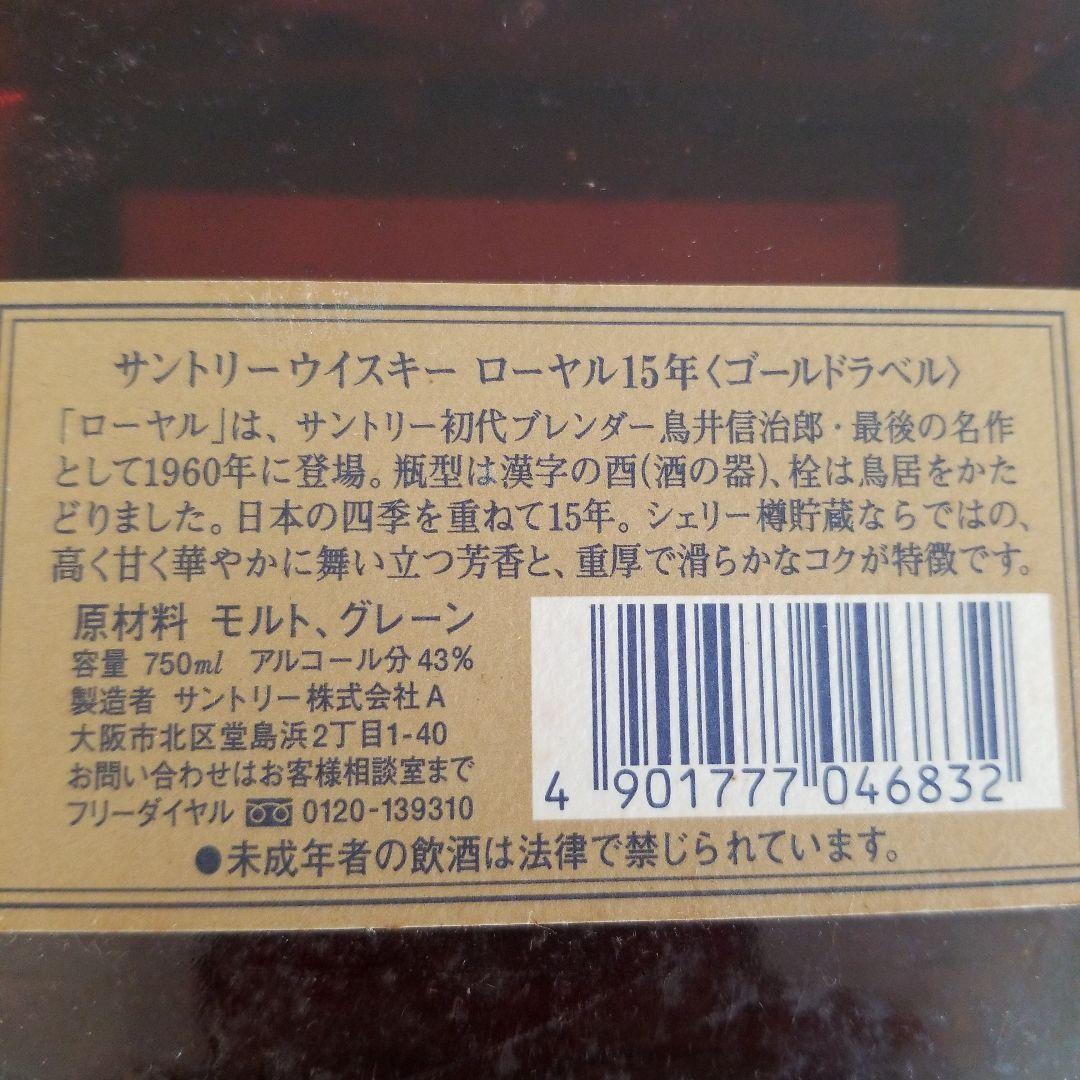 サントリーウイスキー ローヤル15年〈ゴールドラベル〉
「ローヤル」は、サントリー初代ブレンダー鳥井信治郎・最後の名作
として1960年に登場。瓶型は漢字の酉(酒の器)、栓は鳥居をかた
どりました。日本の四季を重ねて15年。シェリー樽貯蔵ならではの、
高く甘く華やかに舞い立つ芳香と、重厚で滑らかなコクが特徴です。
原材料 モルト、グレーン
容量 750ml アルコール分43%
製造者 サントリー株式会社A
大阪市北区堂島浜2丁目1-40
お問い合わせはお客様相談室まで
フリーダイヤル 0120-139310
4 901777 046832
●未成年者の飲酒は法律で禁じられています。